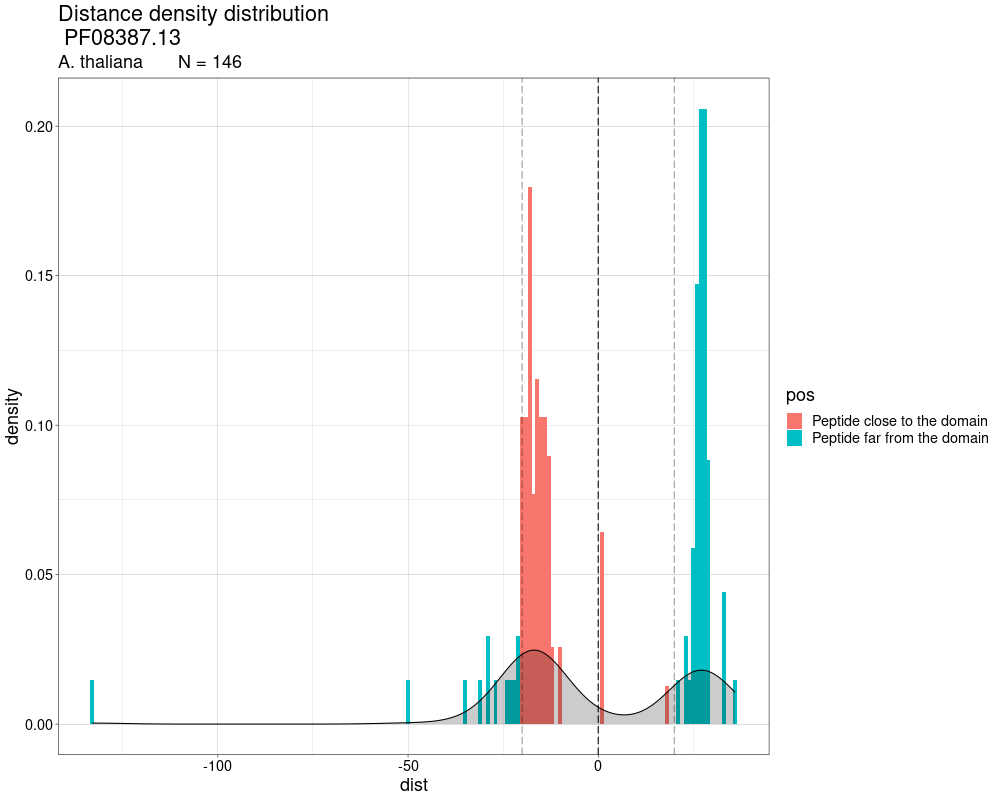 Distance density distribution
PF08387.13
A. thaliana N = 146
0.20
0.15
0.10
0.05
0.00
density
-100 -50 0
dist
pos
Peptide close to the domain
Peptide far from the domain